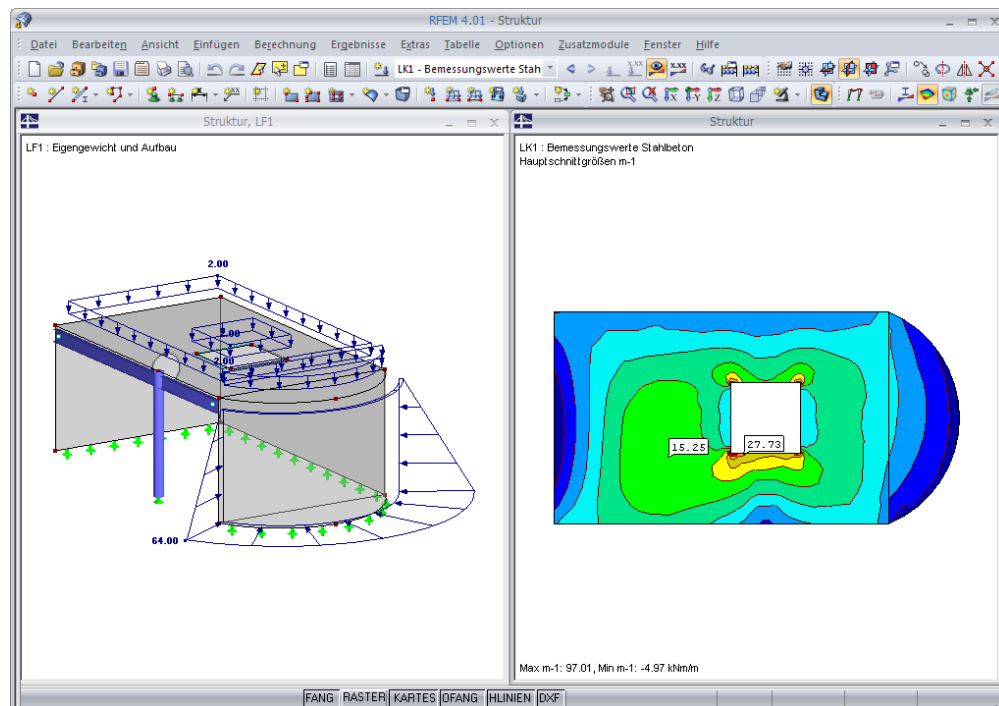 RFEM 4.01 - Struktur
Datei Bearbeiten Ansicht Einfügen Berechnung Ergebnisse Extras Tabelle Optionen Zusatzmodule Fenster Hilfe
LK1 - Bemessungswerte Stah
x.xx x.xx
Struktur, LF1
Struktur
LF1 : Eigengewicht und Aufbau
LK1 : Bemessungswerte Stahlbeton
Hauptschnittgrößen m-1
2.00
2.00
64.00
15.25
27.73
Max m-1: 97.01, Min m-1: -4.97 kNm/m
FANG RASTER KARTES OFANG HLINIEN DXF